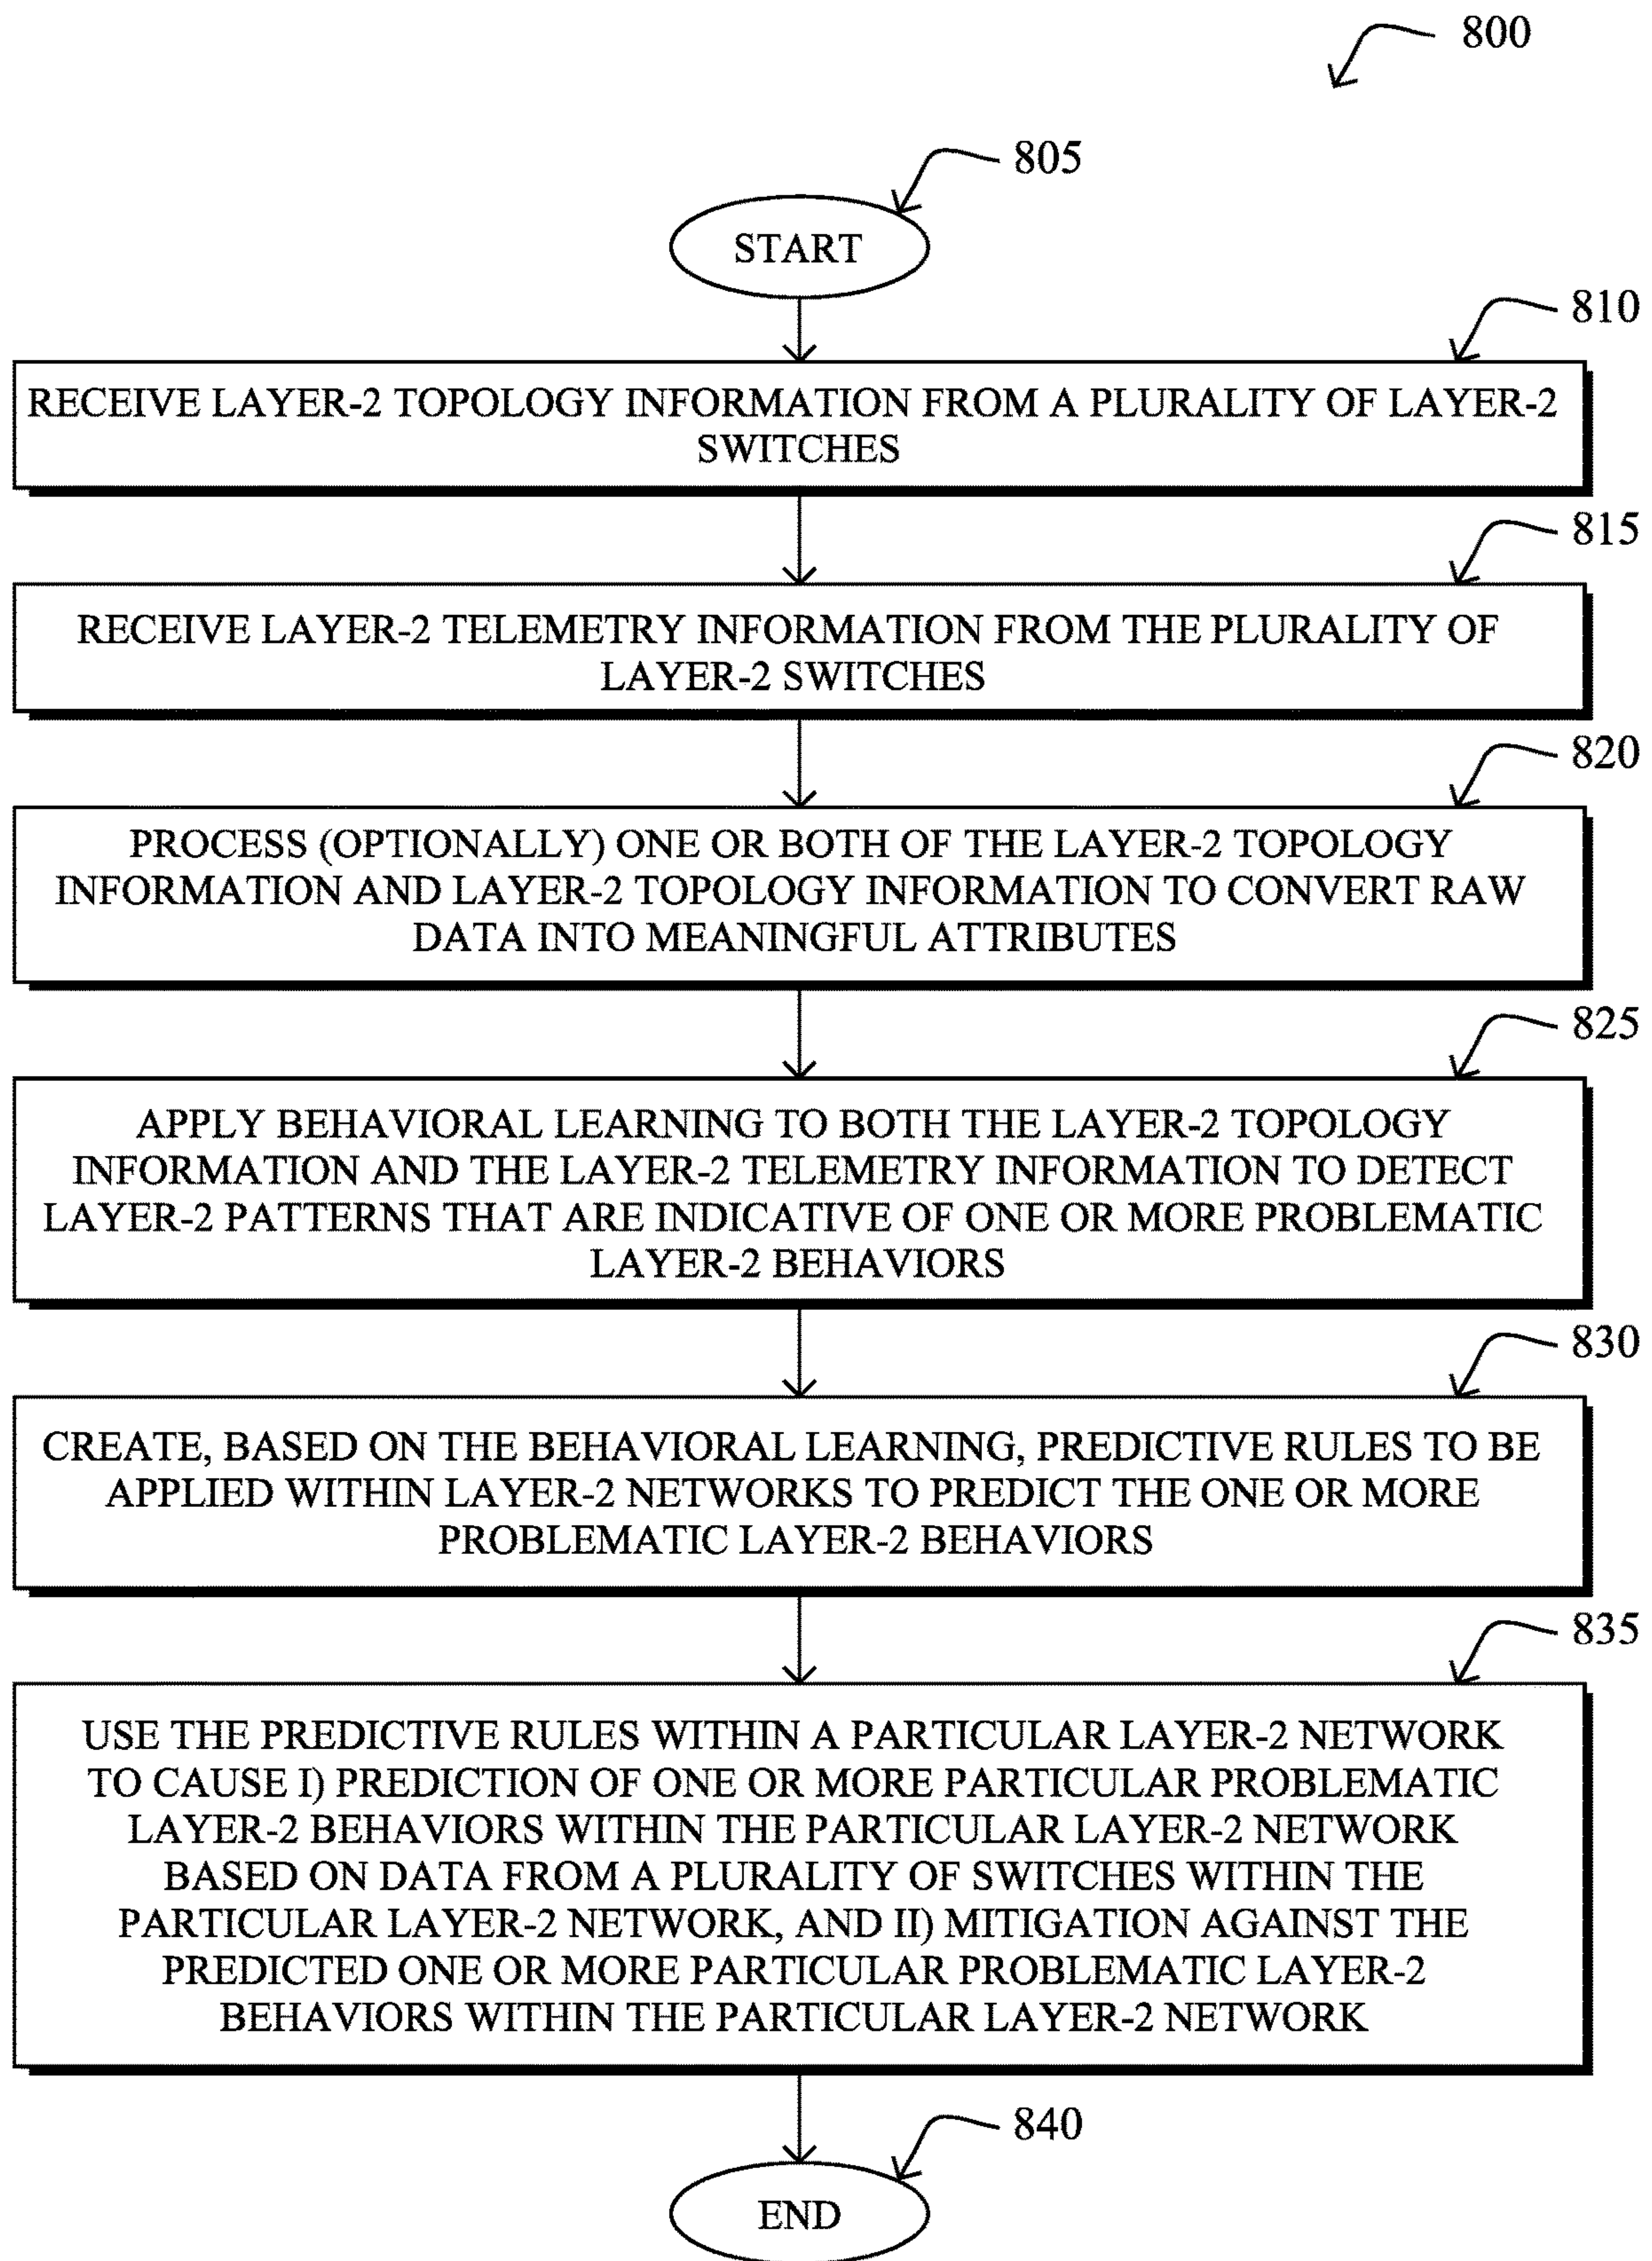 800
805
START
810
RECEIVE LAYER-2 TOPOLOGY INFORMATION FROM A PLURALITY OF LAYER-2
SWITCHES
815
RECEIVE LAYER-2 TELEMETRY INFORMATION FROM THE PLURALITY OF
LAYER-2 SWITCHES
820
PROCESS (OPTIONALLY) ONE OR BOTH OF THE LAYER-2 TOPOLOGY
INFORMATION AND LAYER-2 TOPOLOGY INFORMATION TO CONVERT RAW
DATA INTO MEANINGFUL ATTRIBUTES
825
APPLY BEHAVIORAL LEARNING TO BOTH THE LAYER-2 TOPOLOGY
INFORMATION AND THE LAYER-2 TELEMETRY INFORMATION TO DETECT
LAYER-2 PATTERNS THAT ARE INDICATIVE OF ONE OR MORE PROBLEMATIC
LAYER-2 BEHAVIORS
830
CREATE, BASED ON THE BEHAVIORAL LEARNING, PREDICTIVE RULES TO BE
APPLIED WITHIN LAYER-2 NETWORKS TO PREDICT THE ONE OR MORE
PROBLEMATIC LAYER-2 BEHAVIORS
835
USE THE PREDICTIVE RULES WITHIN A PARTICULAR LAYER-2 NETWORK
TO CAUSE I) PREDICTION OF ONE OR MORE PARTICULAR PROBLEMATIC
LAYER-2 BEHAVIORS WITHIN THE PARTICULAR LAYER-2 NETWORK
BASED ON DATA FROM A PLURALITY OF SWITCHES WITHIN THE
PARTICULAR LAYER-2 NETWORK, AND II) MITIGATION AGAINST THE
PREDICTED ONE OR MORE PARTICULAR PROBLEMATIC LAYER-2
BEHAVIORS WITHIN THE PARTICULAR LAYER-2 NETWORK
840
END